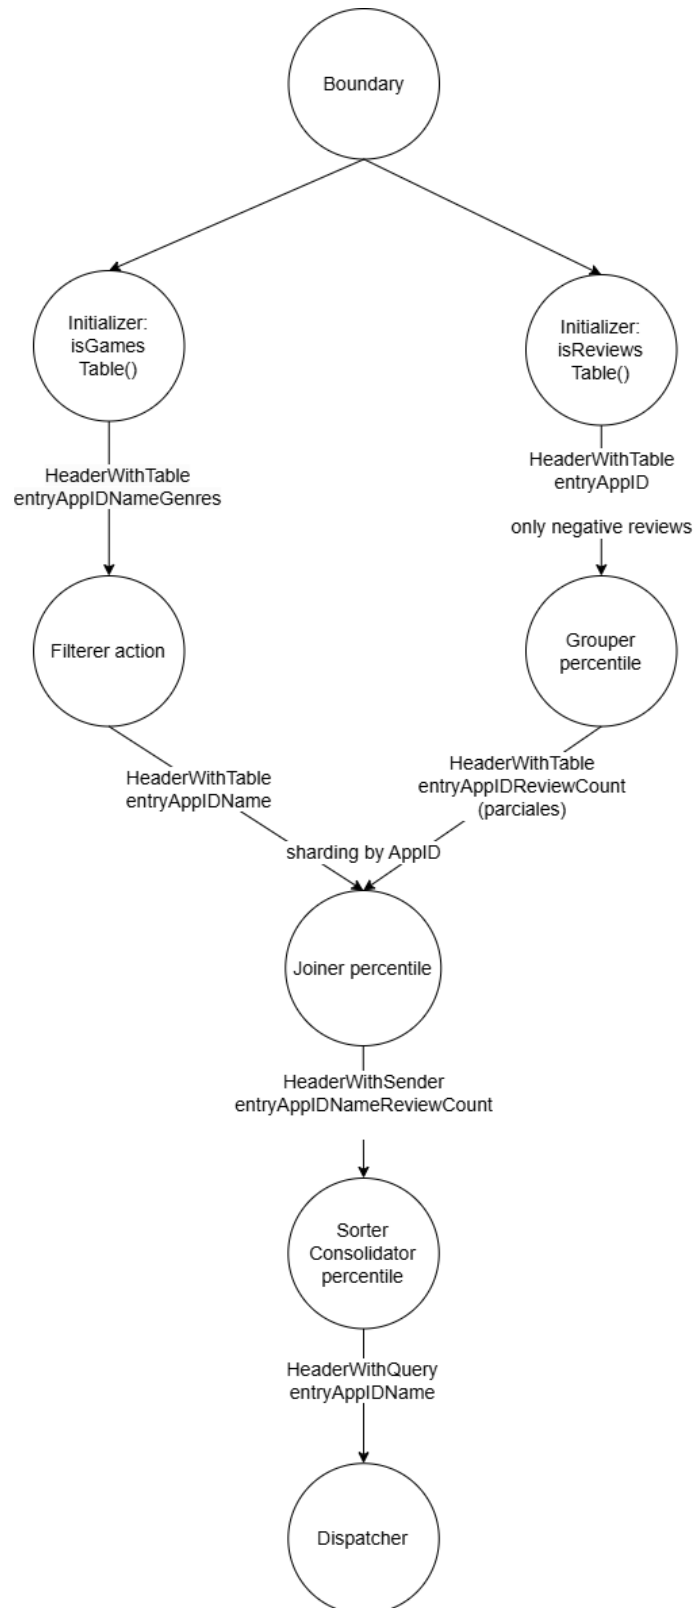 Boundary
Initializer:
isGames
Table()
Initializer:
isReviews
Table()
HeaderWithTable
entryAppIDNameGenres
HeaderWithTable
entryAppID
only negative reviews
Filterer action
Grouper
percentile
HeaderWithTable
entryAppIDName
HeaderWithTable
entryAppIDReviewCount
(parciales)
sharding by AppID
Joiner percentile
HeaderWithSender
entryAppIDNameReviewCount
Sorter
Consolidator
percentile
HeaderWithQuery
entryAppIDName
Dispatcher